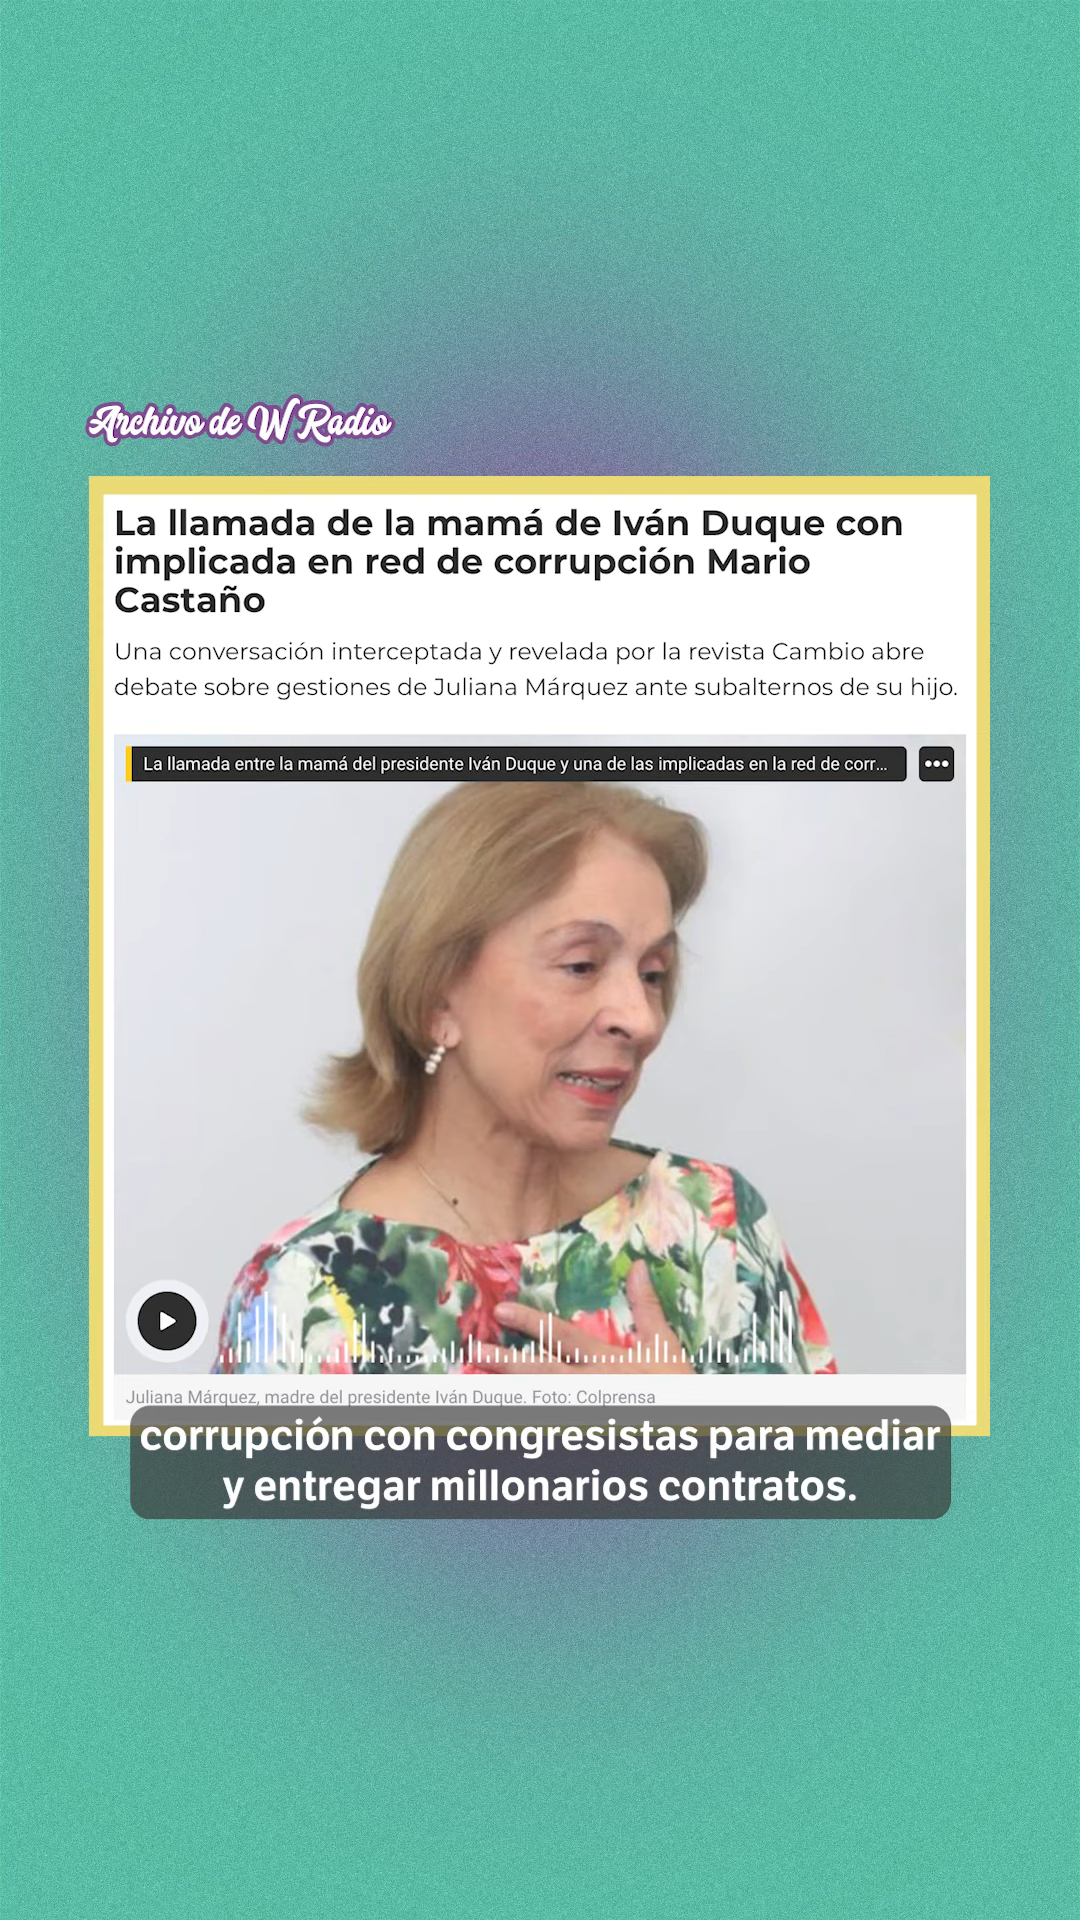 Archivo de W Radio
La llamada de la mamá de Iván Duque con
implicada en red de corrupción Mario
Castaño
Una conversación interceptada y revelada por la revista Cambio abre
debate sobre gestiones de Juliana Márquez ante subalternos de su hijo.
La llamada entre la mamá del presidente Iván Duque y una de las implicadas en la red de corr...
Juliana Márquez, madre del presidente Iván Duque. Foto: Colprensa
corrupción con congresistas para mediar
y entregar millonarios contratos.